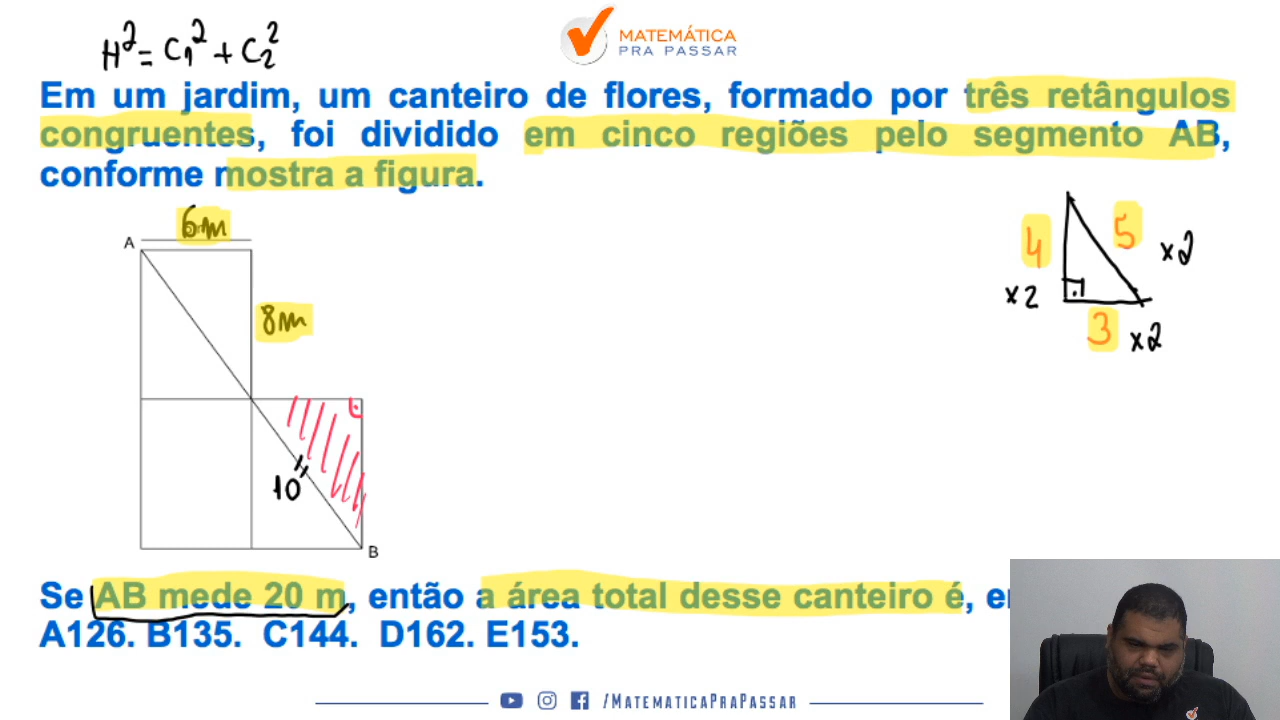 H²=C₁²+C₂²
MATEMÁTICA
PRA PASSAR
Em um jardim, um canteiro de flores, formado por três retângulos
congruentes, foi dividido em cinco regiões pelo segmento AB,
conforme mostra a figura.
6m
A
8m
10
B
4
5
x2
x2
3
x2
Se AB mede 20 m, então a área total desse canteiro é,
A126. B135. C144. D162. E153.
/MATEMATICAPRAPASSAR